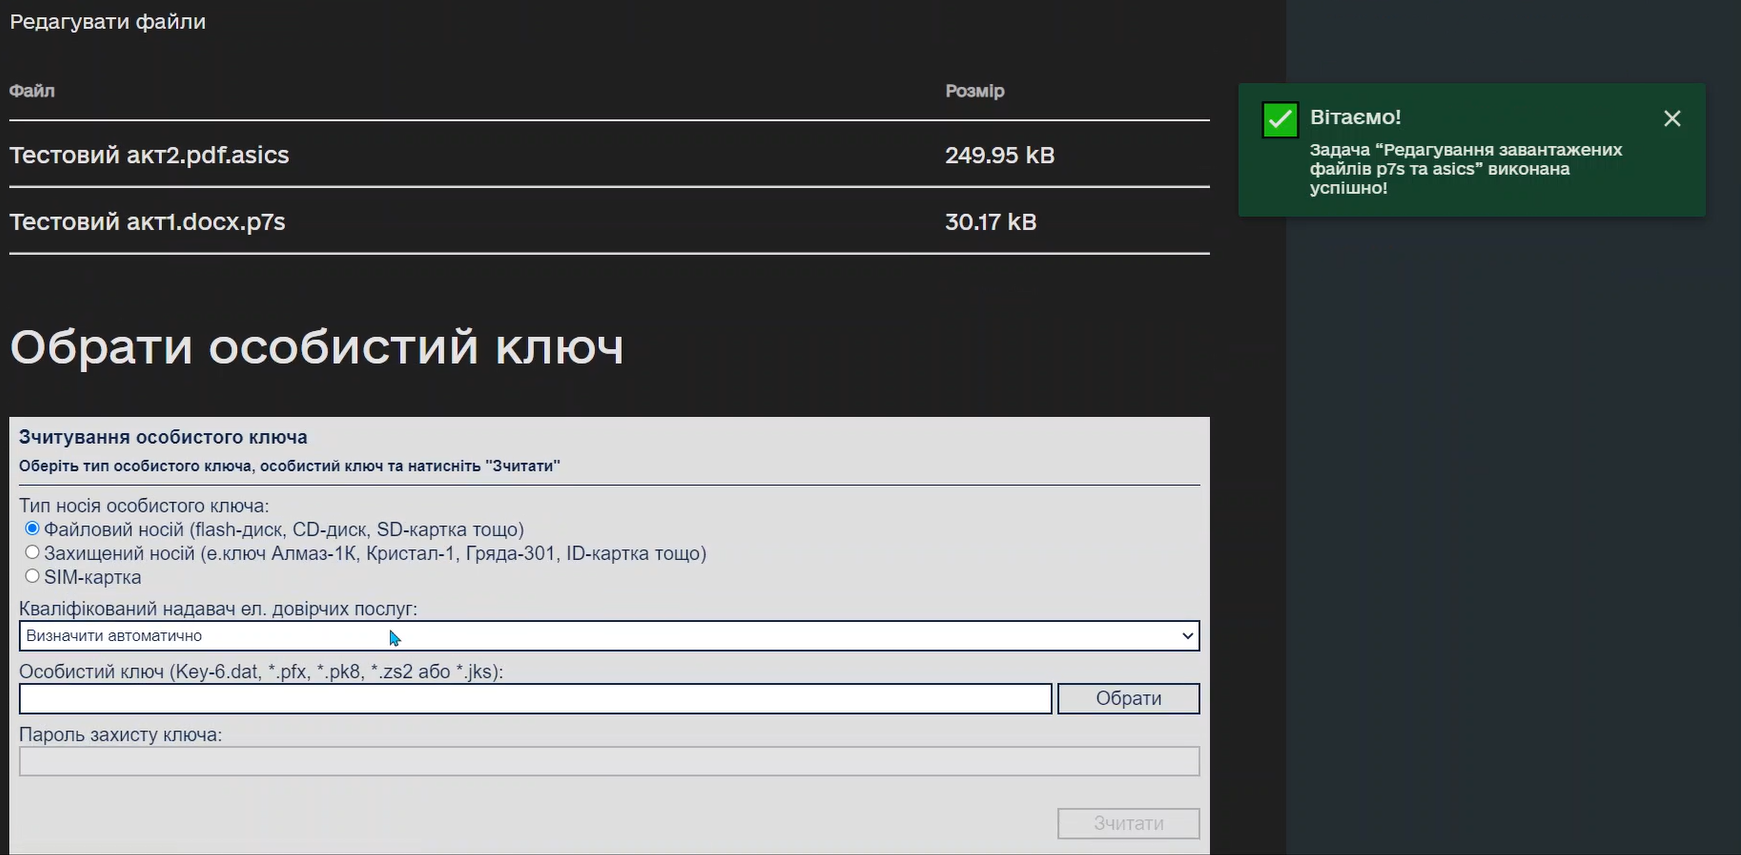 Редагувати файли
Файл Розмір
Тестовий акт2.pdf.asics 249.95 kB
Тестовий акт1.docx.p7s 30.17 kB
Вітаємо!
Задача “Редагування завантажених
файлів p7s та asics” виконана
успішно!
Обрати особистий ключ
Зчитування особистого ключа
Оберіть тип особистого ключа, особистий ключ та натисніть "Зчитати"
Тип носія особистого ключа:
Файловий носій (flash-диск, CD-диск, SD-картка тощо)
Захищений носій (е.ключ Алмаз-1К, Кристал-1, Гряда-301, ID-картка тощо)
SIM-картка
Кваліфікований надавач ел. довірчих послуг:
Визначити автоматично
Особистий ключ (Key-6.dat, *.pfx, *.pk8, *.zs2 або *.jks):
Обрати
Пароль захисту ключа:
Зчитати